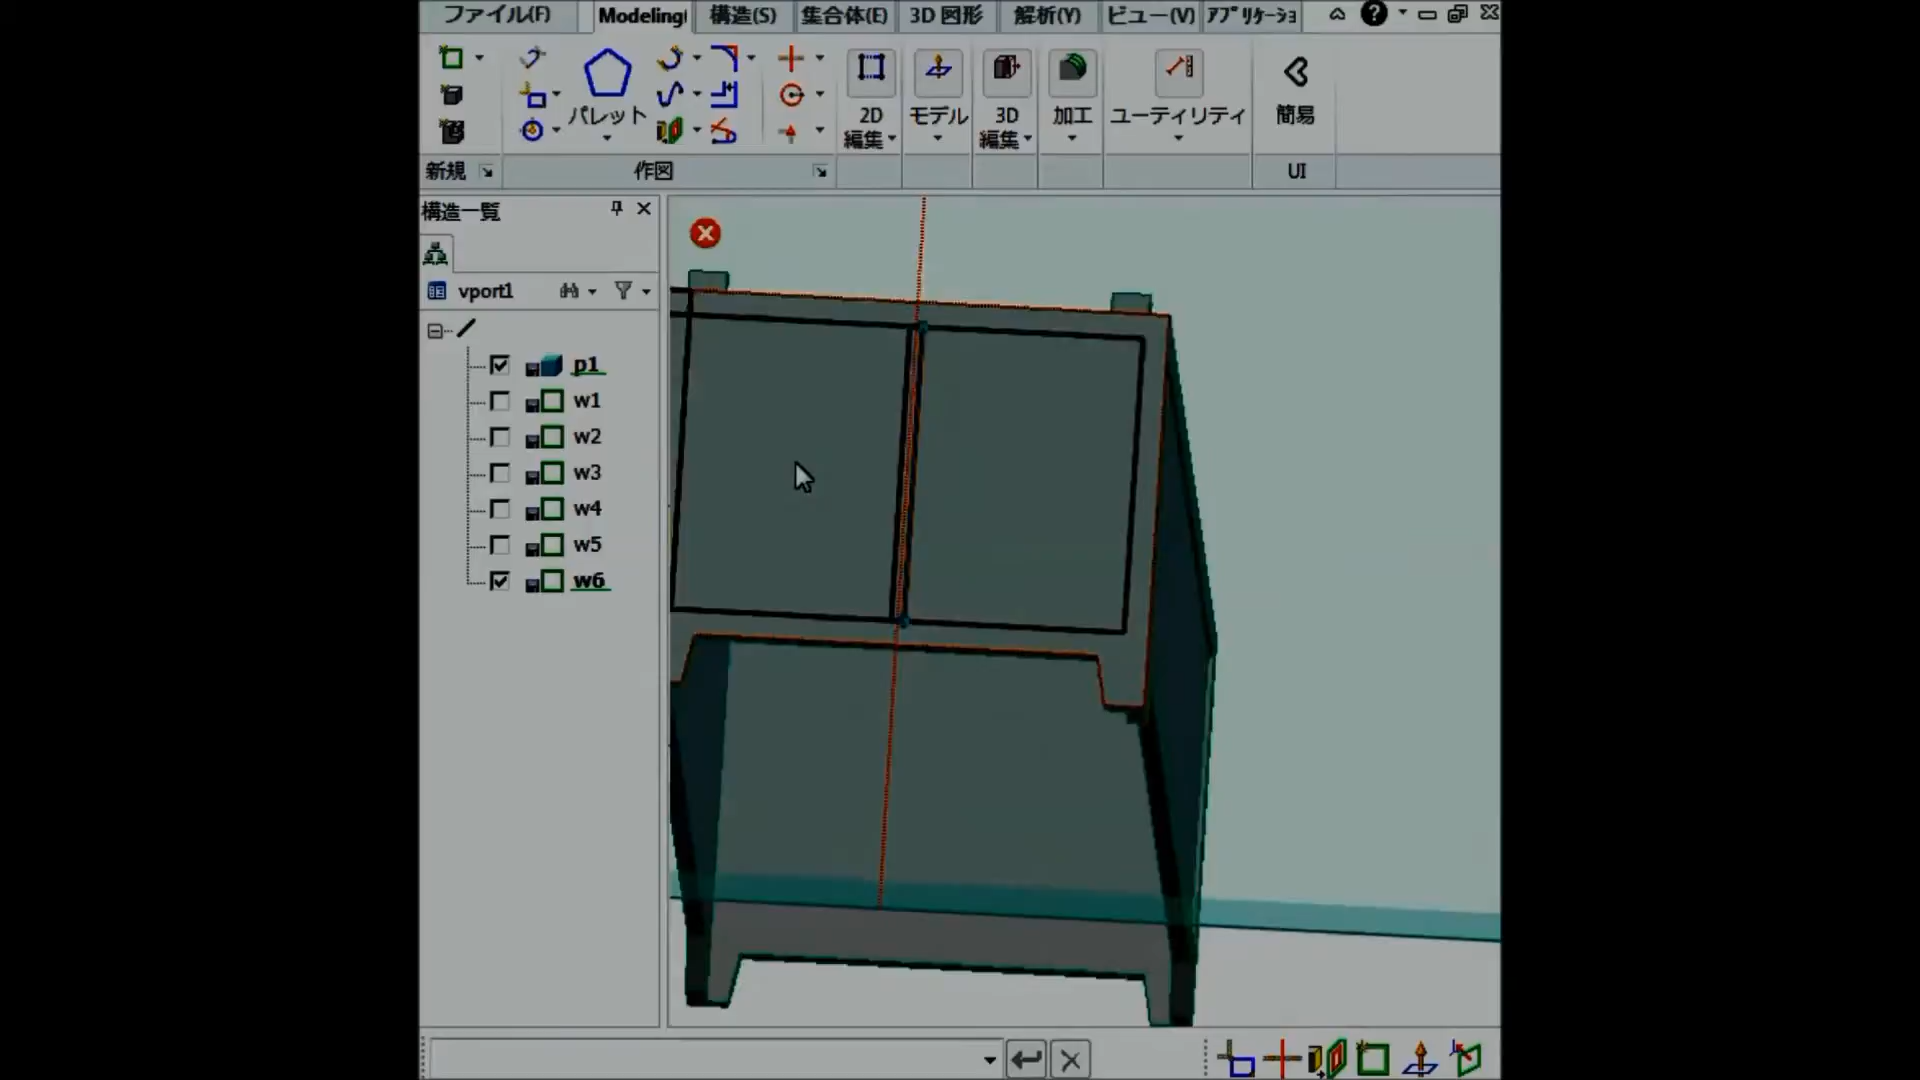 ファイル(F)
Modeling(
構造(S)
集合体(E)
3D 図形
解析(Y)
ビュー(V)
ｱﾌﾟﾘｹｰｼｮ
パレット
2D
編集
モデル
3D
編集
加工
ユーティリティ
簡易
新規
作図
UI
構造一覧
vport1
p1
w1
w2
w3
w4
w5
w6